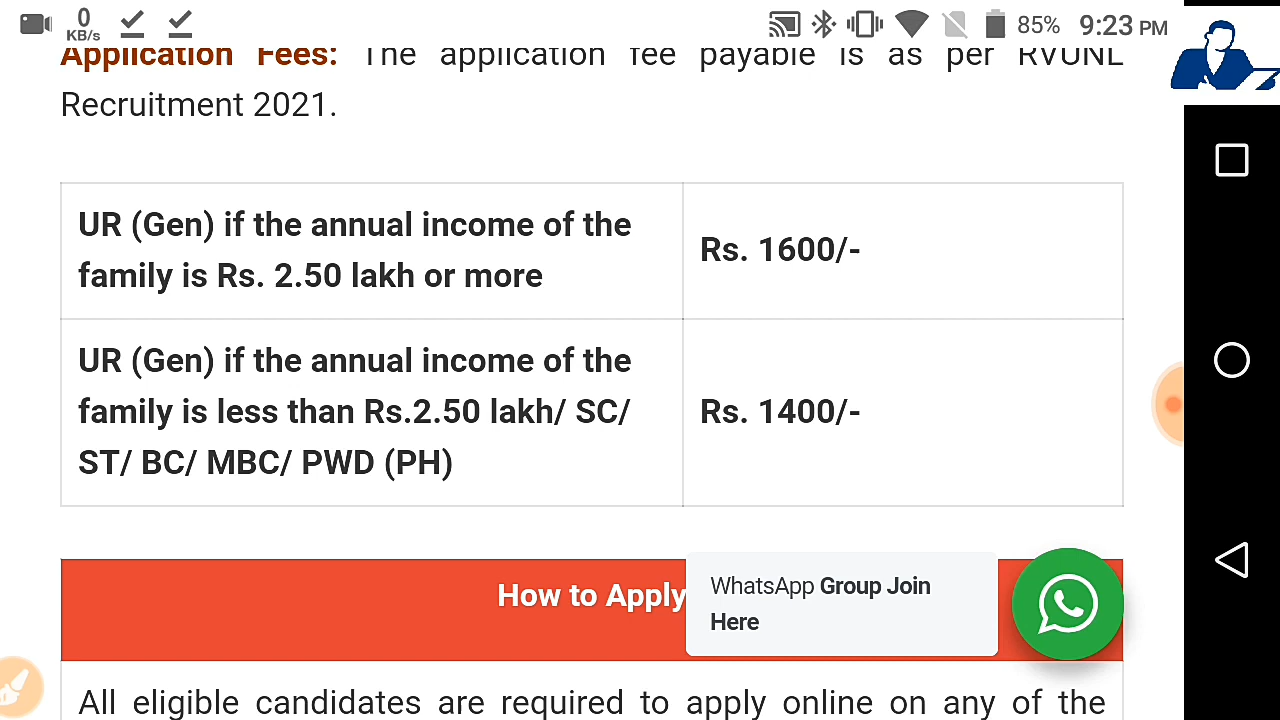 0
KB/s
85%
9:23 PM
Application Fees: The application fee payable is as per RVUNL
Recruitment 2021.
UR (Gen) if the annual income of the
family is Rs. 2.50 lakh or more
Rs. 1600/-
UR (Gen) if the annual income of the
family is less than Rs.2.50 lakh/ SC/
ST/ BC/ MBC/ PWD (PH)
Rs. 1400/-
How to Apply
WhatsApp Group Join
Here
All eligible candidates are required to apply online on any of the